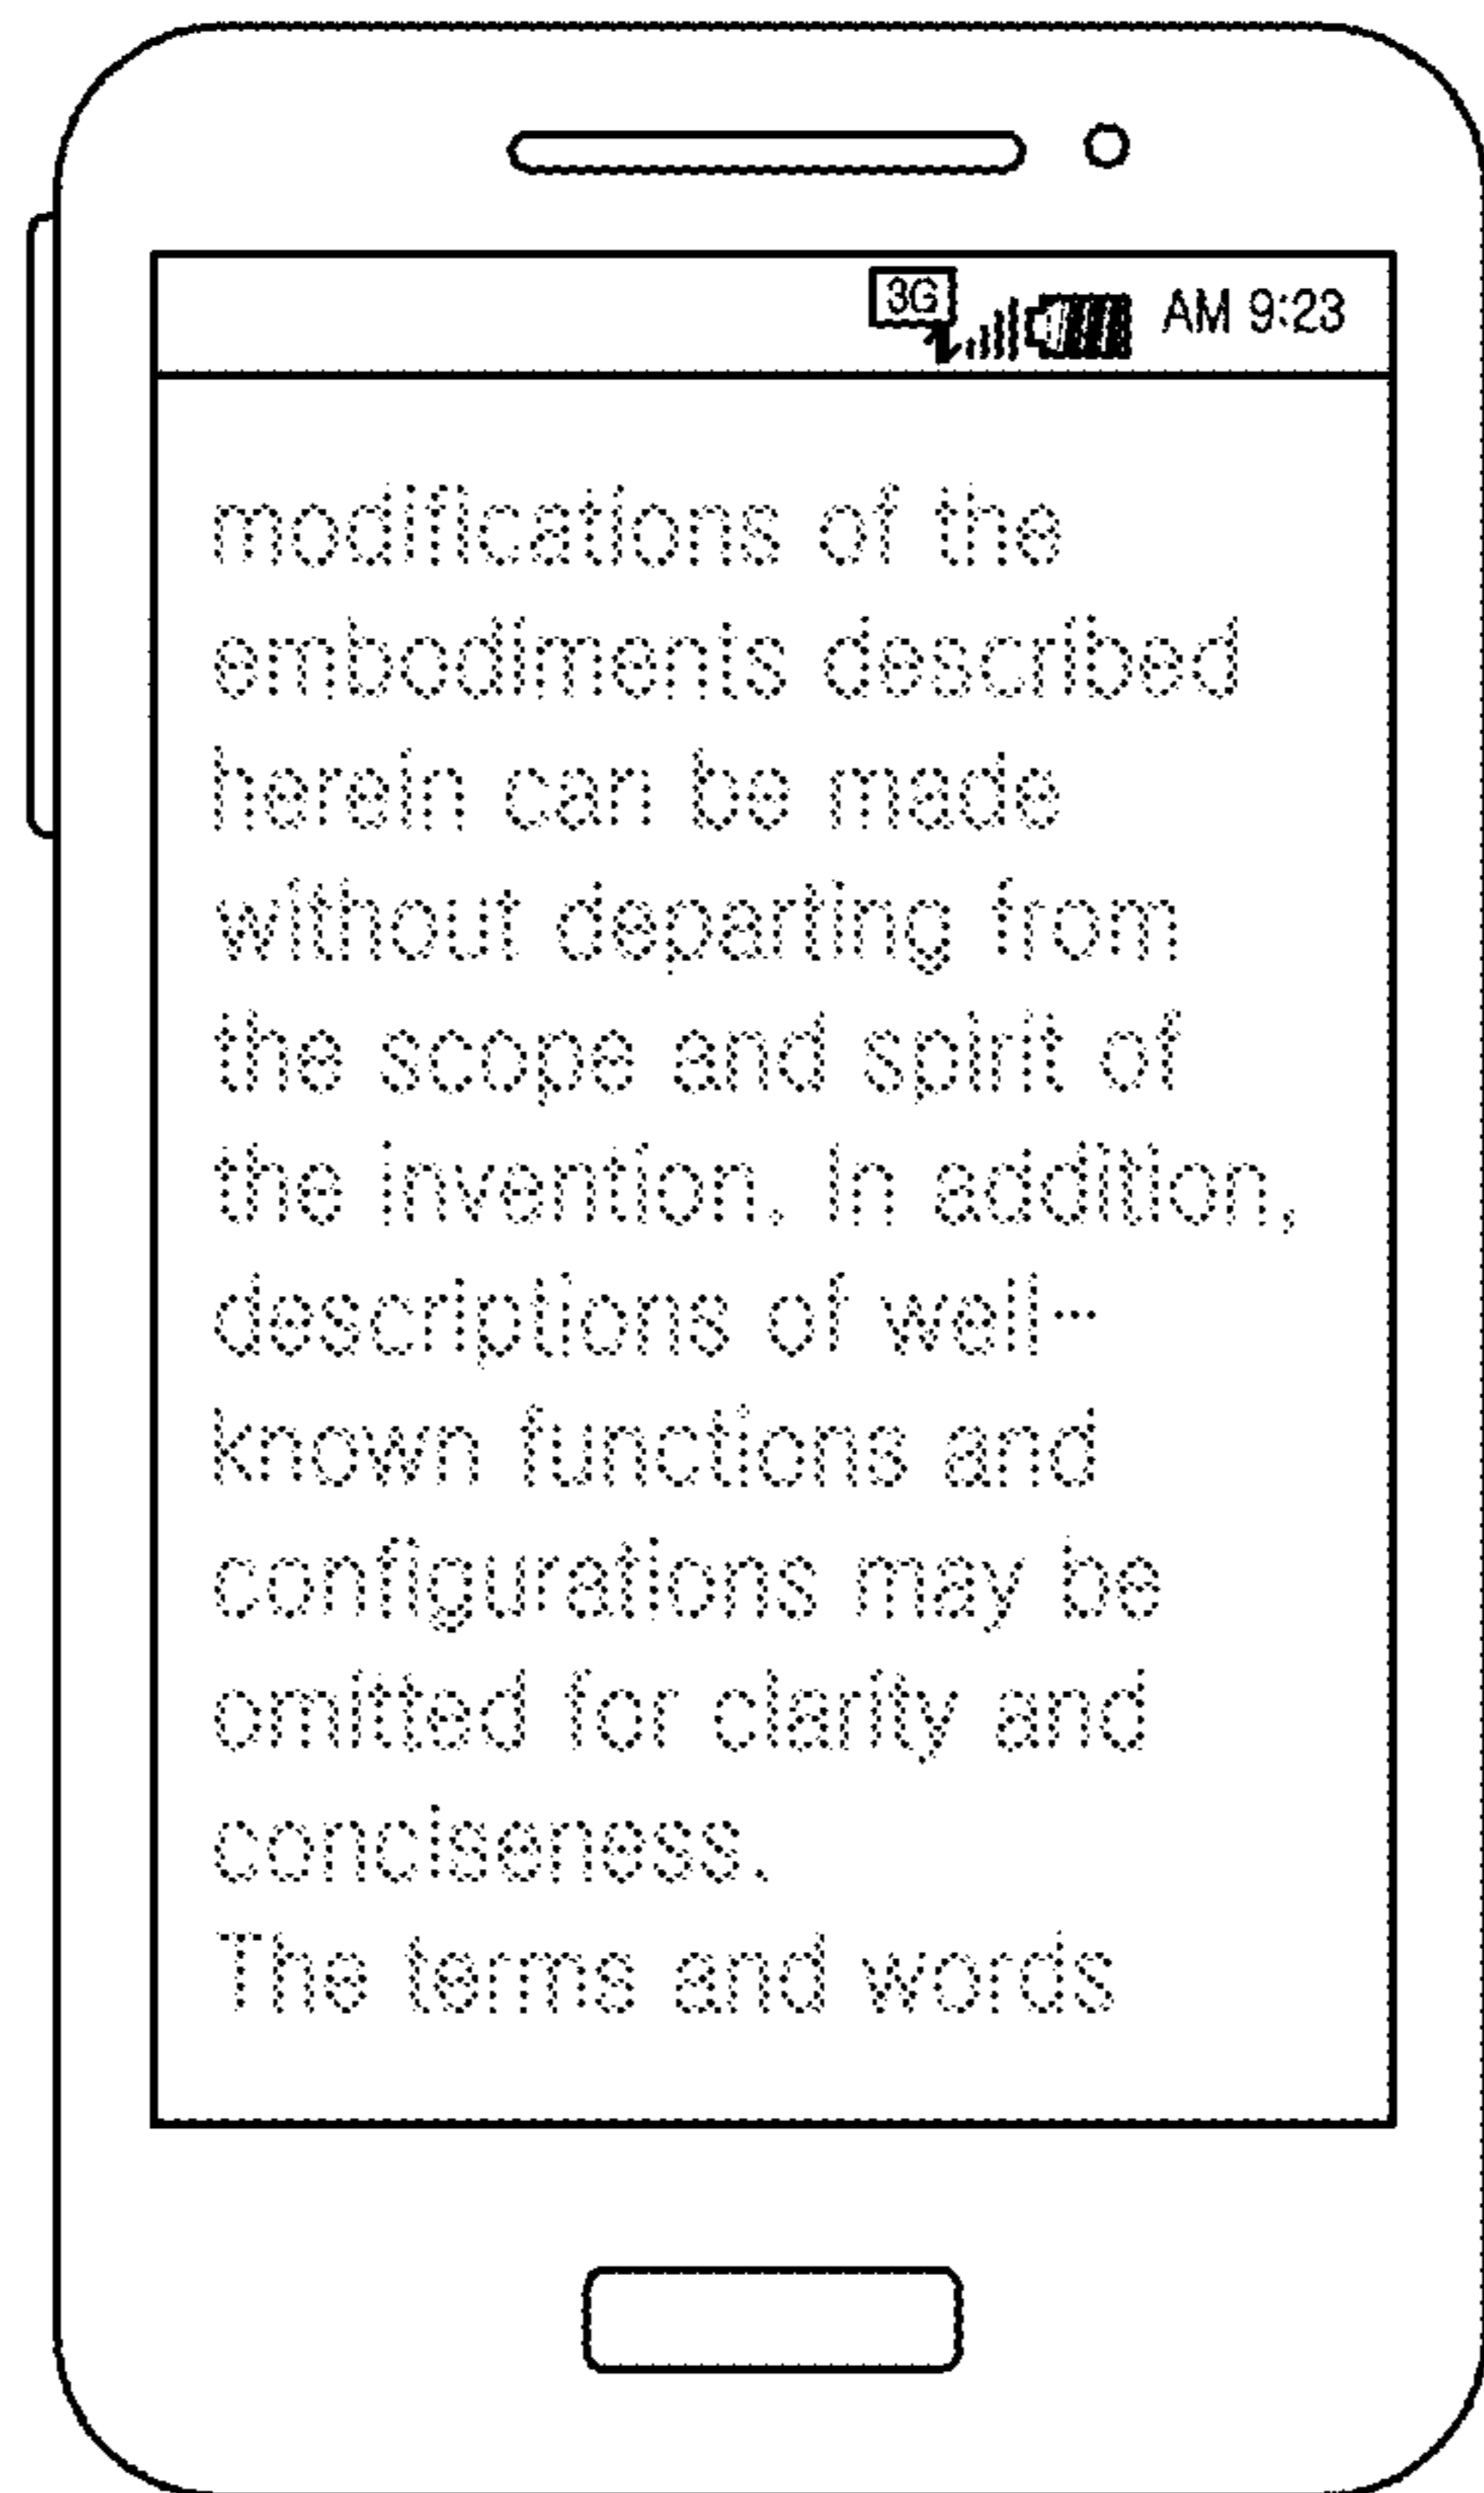 3G AM 9:23
modifications of the
embodiments described
herein can be made
without departing from
the scope and spirit of
the invention. In addition,
descriptions of well-
known functions and
configurations may be
omitted for clarity and
conciseness.
The terms and words